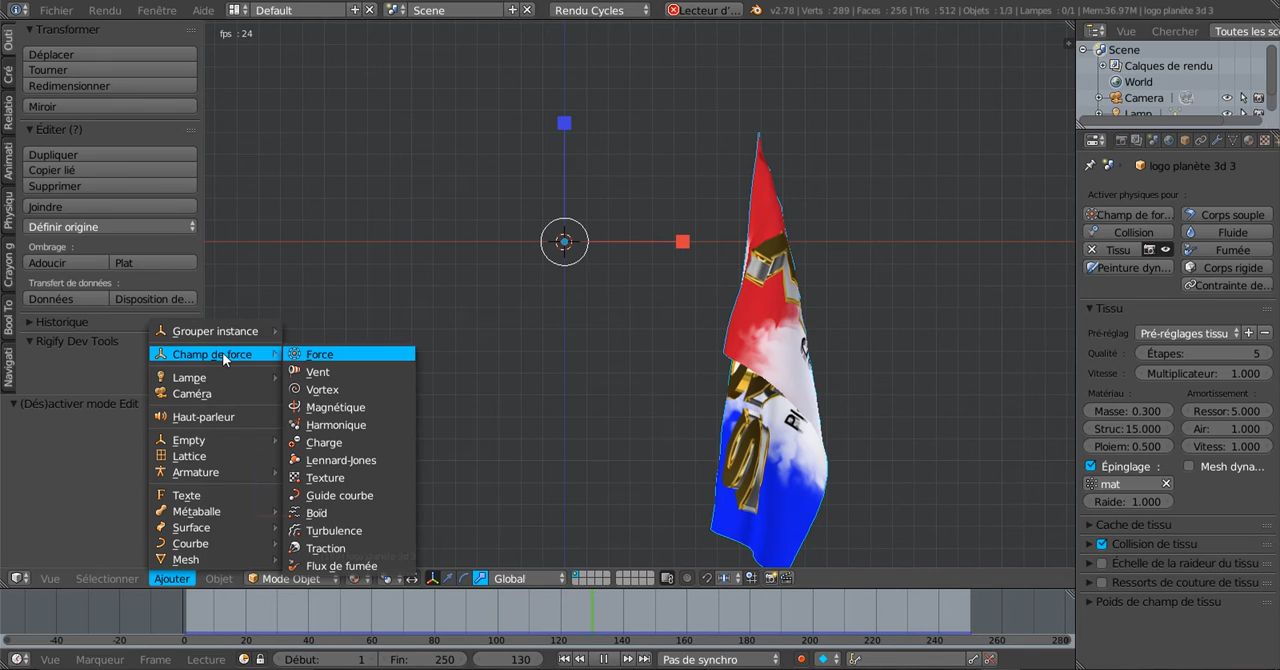 Fichier Rendu Fenêtre Aide Default Scene Rendu Cycles Lecteur d'... v2.78 | Verts : 289 | Faces : 256 | Tris : 512 | Objets : 1/3 | Lampes : 0/1 | Mem:36.97M | logo planète 3d 3
Outi
Cré
Relatio
Animati
Physiqu
Crayon g
Bool To
Navigati
Transformer
Déplacer
Tourner
Redimensionner
Miroir
Éditer (?)
Dupliquer
Copier lié
Supprimer
Joindre
Définir origine
Ombrage :
Adoucir Plat
Transfert de données :
Données Disposition de...
Historique
Rigify Dev Tools
(Dés)activer mode Edit
fps : 24
Grouper instance
Champ de force
Lampe
Caméra
Haut-parleur
Empty
Lattice
Armature
Texte
Métaballe
Surface
Courbe
Mesh
Force
Vent
Vortex
Magnétique
Harmonique
Charge
Lennard-Jones
Texture
Guide courbe
Boïd
Turbulence
Traction
Flux de fumée
Vue Sélectionner Ajouter Objet Mode Objet Global
-40 -20 0 20 40 60 80 100 120 140 160 180 200 220 240 260 280
Vue Marqueur Frame Lecture Début: 1 Fin: 250 130 Pas de synchro
Vue Chercher Toutes les sc
Scene
Calques de rendu
World
Camera
Lamp
logo planète 3d 3
Activer physiques pour :
Champ de for... Corps souple
Collision Fluide
Tissu Fumée
Peinture dyn... Corps rigide
Contrainte de...
Tissu
Pré-réglag Pré-réglages tissu
Qualité : Étapes: 5
Vitesse : Multiplicateur: 1.000
Matériau : Amortissement :
Masse: 0.300 Ressor: 5.000
Struc: 15.000 Air: 1.000
Ploiem: 0.500 Vitess: 1.000
Épinglage : Mesh dyna...
mat
Raide: 1.000
Cache de tissu
Collision de tissu
Échelle de la raideur du tissu
Ressorts de couture de tissu
Poids de champ de tissu